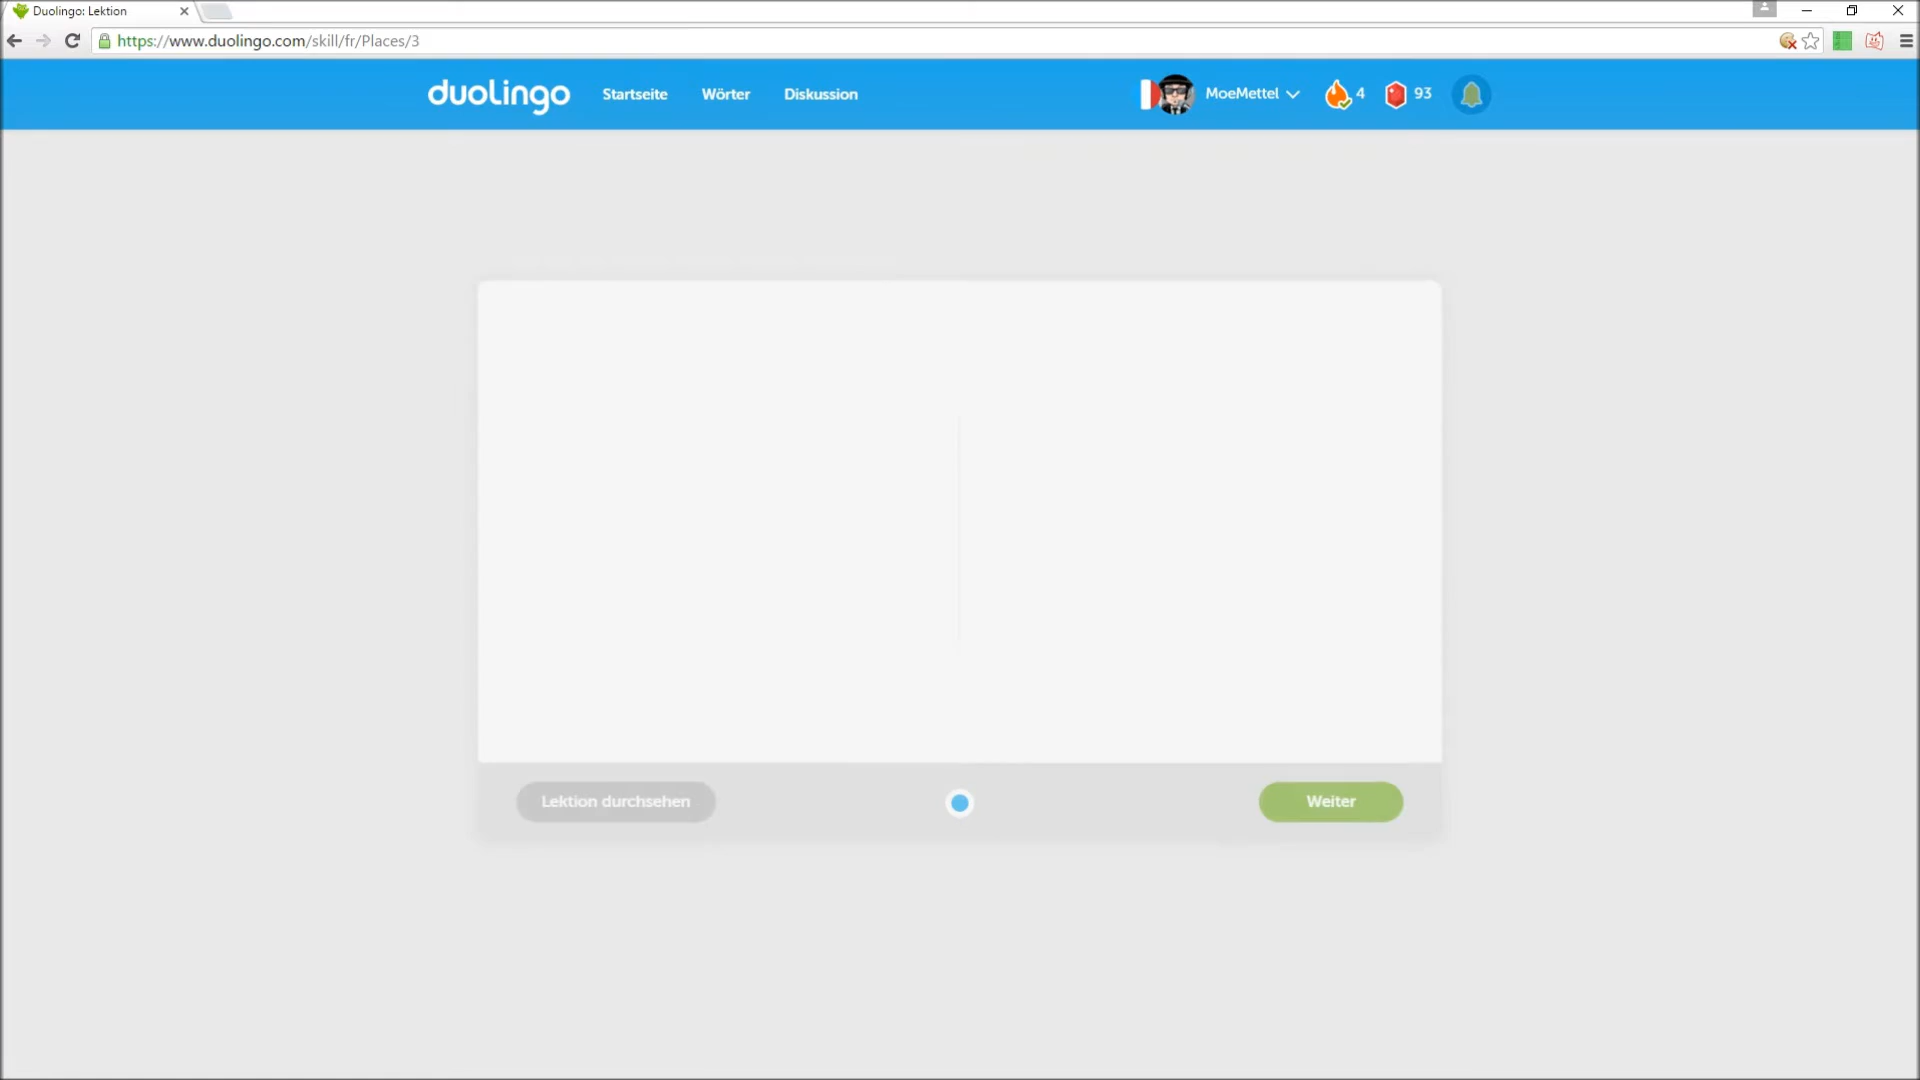 Duolingo: Lektion
https://www.duolingo.com/skill/fr/Places/3
duolingo Startseite Wörter Diskussion MoeMettel 4 93
Lektion durchsehen Weiter